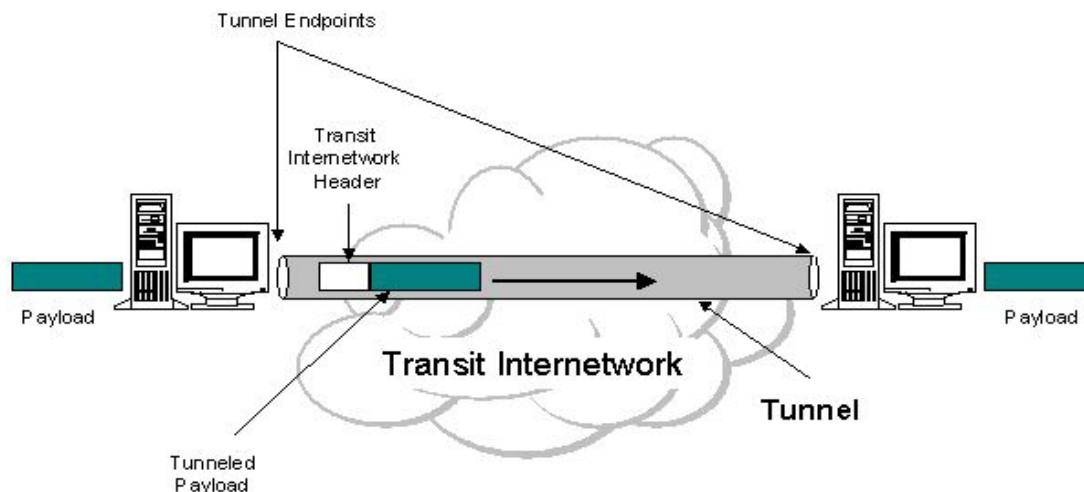 Tunnel Endpoints
Transit
Internetwork
Header
Payload
Payload
Transit Internetwork
Tunnel
Tunneled
Payload